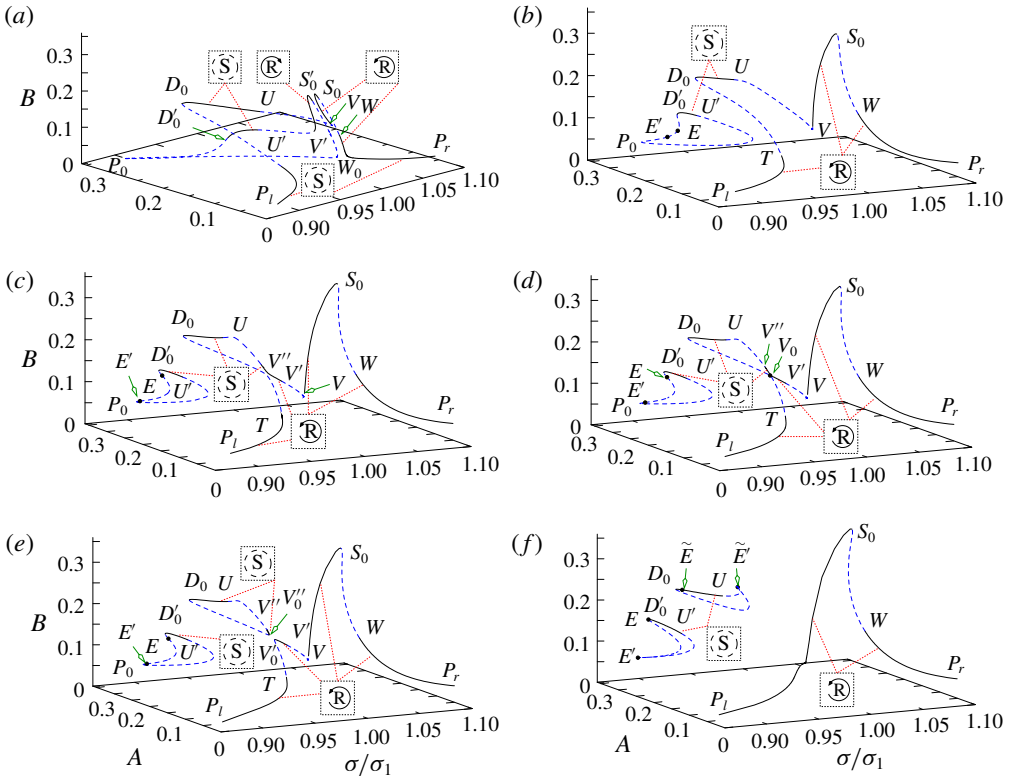 (a)
S
R
R
0.3
0.2
0.1
0
B
D0
D′0
U
U′
S′0
S0
V
W
V′
W0
P0
Pl
Pr
S
0.3
0.2
0.1
0
0.90
0.95
1.00
1.05
1.10
(b)
S
0.3
0.2
0.1
0
D0
U
D′0
U′
E′
E
P0
S0
V
W
T
Pl
Pr
R
0.3
0.2
0.1
0
0.90
0.95
1.00
1.05
1.10
(c)
0.3
0.2
0.1
0
B
S0
D0
U
E′
D′0
E
U′
P0
S
V″
V′
V
W
T
Pl
Pr
R
0.3
0.2
0.1
0
0.90
0.95
1.00
1.05
1.10
(d)
0.3
0.2
0.1
0
S0
D0
U
V″
V0
V′
V
E
D′0
E′
U′
P0
S
W
T
Pl
Pr
R
0.3
0.2
0.1
0
0.90
0.95
1.00
1.05
1.10
(e)
S
0.3
0.2
0.1
0
B
S0
D0
U
V″
V″0
V′
V′0
V
E′
D′0
E
U′
P0
S
W
T
Pl
Pr
R
0.3
0.2
0.1
0
0.90
0.95
1.00
1.05
1.10
A
σ/σ1
(f)
0.3
0.2
0.1
0
Ẽ
Ẽ′
D0
U
D′0
E
U′
E′
S
S0
W
Pl
Pr
R
0.3
0.2
0.1
0
0.90
0.95
1.00
1.05
1.10
A
σ/σ1